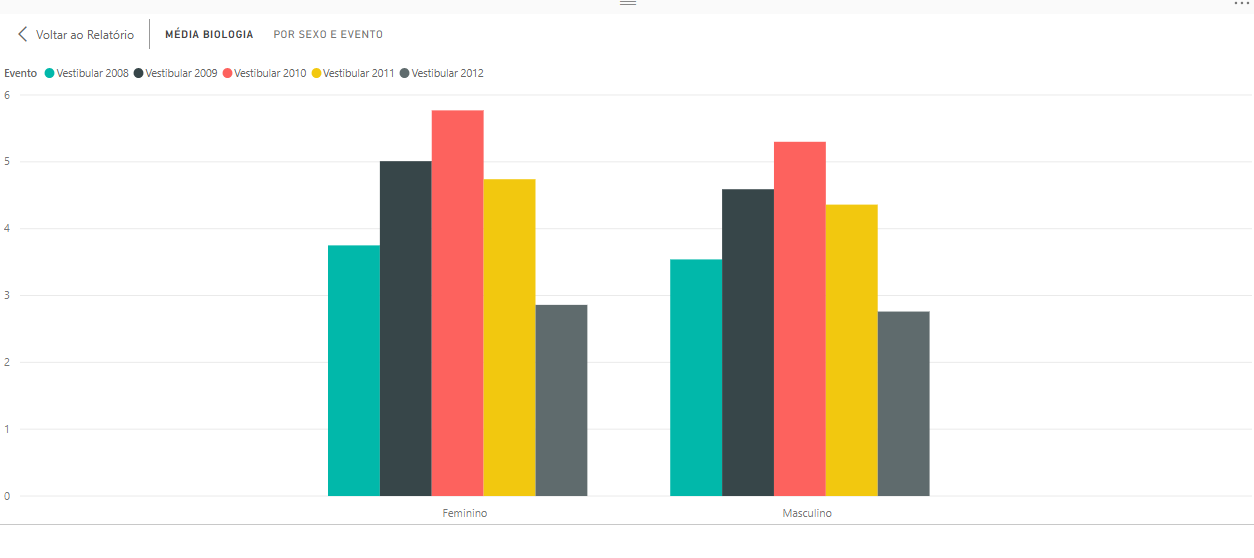 Voltar ao Relatório MÉDIA BIOLOGIA POR SEXO E EVENTO
Evento Vestibular 2008 Vestibular 2009 Vestibular 2010 Vestibular 2011 Vestibular 2012
6
5
4
3
2
1
0
Feminino Masculino